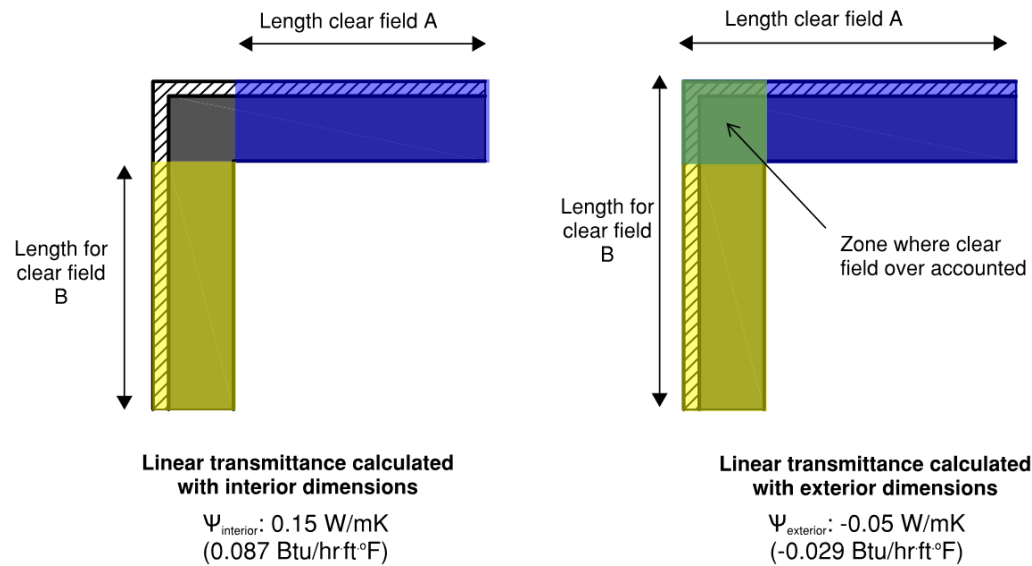 Length clear field A
Length for
clear field
B
Linear transmittance calculated
with interior dimensions
Ψinterior: 0.15 W/mK
(0.087 Btu/hr·ft·ºF)
Length clear field A
Length for
clear field
B
Zone where clear
field over accounted
Linear transmittance calculated
with exterior dimensions
Ψexterior: -0.05 W/mK
(-0.029 Btu/hr·ft·ºF)